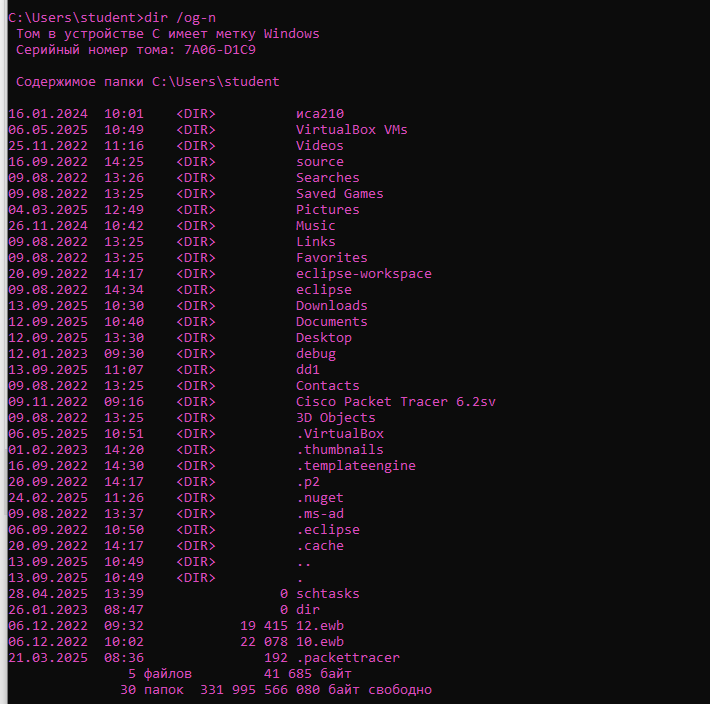 C:\Users\student>dir /og-n
Том в устройстве C имеет метку Windows
Серийный номер тома: 7A06-D1C9
Содержимое папки C:\Users\student
16.01.2024 10:01 <DIR> иса210
06.05.2025 10:49 <DIR> VirtualBox VMs
25.11.2022 11:16 <DIR> Videos
16.09.2022 14:25 <DIR> source
09.08.2022 13:26 <DIR> Searches
09.08.2022 13:25 <DIR> Saved Games
04.03.2025 12:49 <DIR> Pictures
26.11.2024 10:42 <DIR> Music
09.08.2022 13:25 <DIR> Links
09.08.2022 13:25 <DIR> Favorites
20.09.2022 14:17 <DIR> eclipse-workspace
09.08.2022 14:34 <DIR> eclipse
13.09.2025 10:30 <DIR> Downloads
12.09.2025 10:40 <DIR> Documents
12.09.2025 13:30 <DIR> Desktop
12.01.2023 09:30 <DIR> debug
13.09.2025 11:07 <DIR> dd1
09.08.2022 13:25 <DIR> Contacts
09.11.2022 09:16 <DIR> Cisco Packet Tracer 6.2sv
09.08.2022 13:25 <DIR> 3D Objects
06.05.2025 10:51 <DIR> .VirtualBox
01.02.2023 14:20 <DIR> .thumbnails
16.09.2022 14:30 <DIR> .templateengine
20.09.2022 14:17 <DIR> .p2
24.02.2025 11:26 <DIR> .nuget
09.08.2022 13:37 <DIR> .ms-ad
06.09.2022 10:50 <DIR> .eclipse
20.09.2022 14:17 <DIR> .cache
13.09.2025 10:49 <DIR> ..
13.09.2025 10:49 <DIR> .
28.04.2025 13:39 0 schtasks
26.01.2023 08:47 0 dir
06.12.2022 09:32 19 415 12.ewb
06.12.2022 10:02 22 078 10.ewb
21.03.2025 08:36 192 .packettracer
5 файлов 41 685 байт
30 папок 331 995 566 080 байт свободно